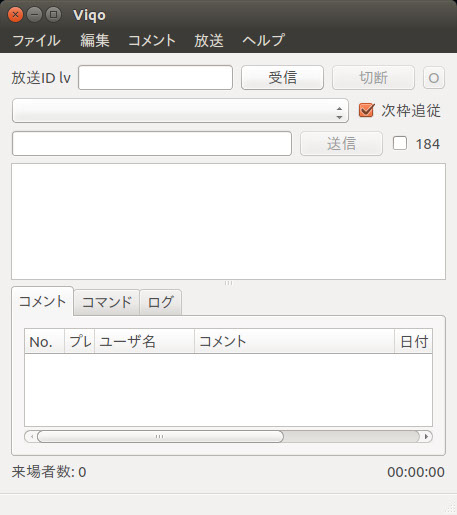 Viqo
ファイル 編集 コメント 放送 ヘルプ
放送ID lv 受信 切断 O
次枠追従
送信 184
コメント コマンド ログ
No. プレ ユーザ名 コメント 日付
来場者数: 0 00:00:00